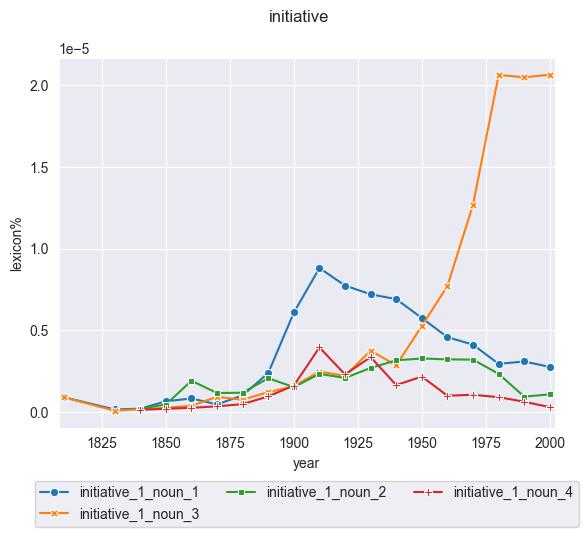 initiative
1e−5
2.0
1.5
1.0
0.5
0.0
lexicon%
1825 1850 1875 1900 1925 1950 1975 2000
year
initiative_1_noun_1 initiative_1_noun_2 initiative_1_noun_4
initiative_1_noun_3